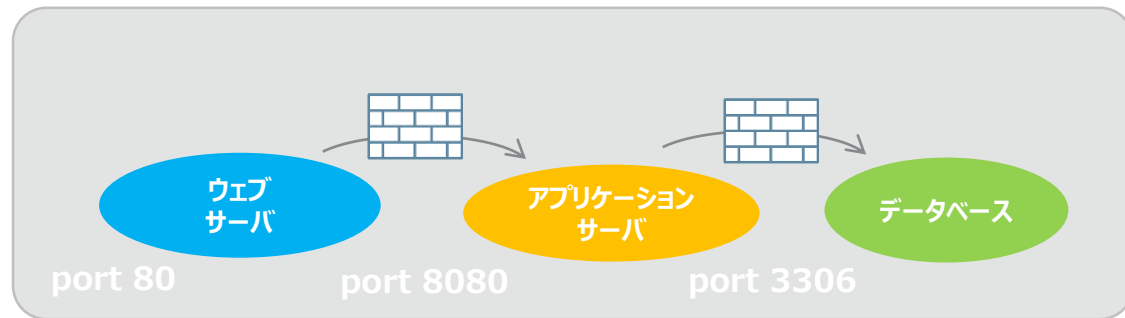 ウェブ
サーバ
アプリケーション
サーバ
データベース
port 80
port 8080
port 3306